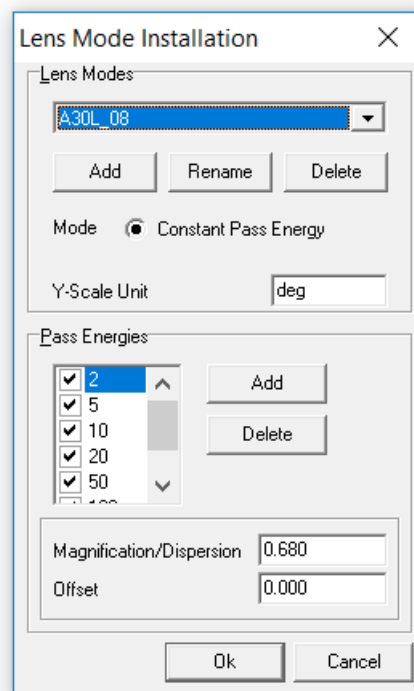 Lens Mode Installation
Lens Modes
A30L_08
Add Rename Delete
Mode Constant Pass Energy
Y-Scale Unit deg
Pass Energies
2
5
10
20
50
Add
Delete
Magnification/Dispersion 0.680
Offset 0.000
Ok Cancel